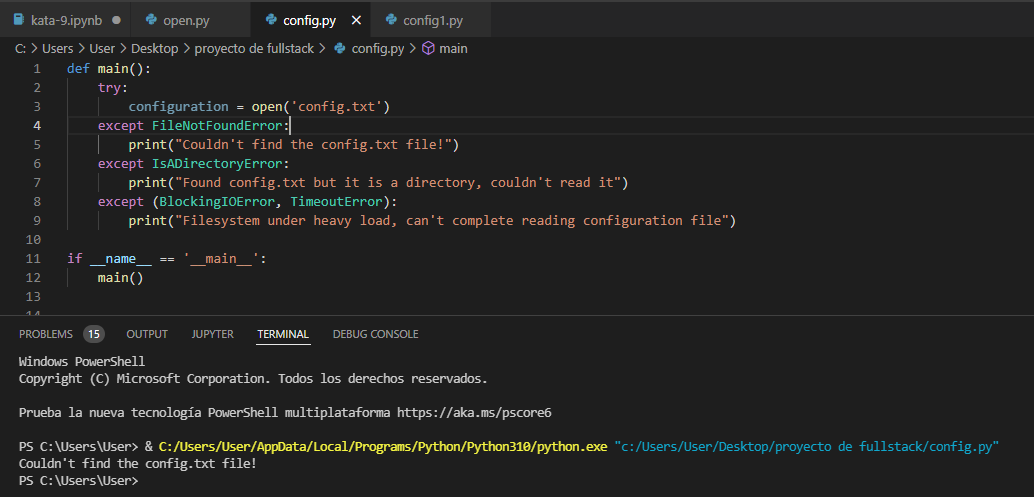 kata-9.ipynb ● open.py config.py × config1.py
C: > Users > User > Desktop > proyecto de fullstack > config.py > main
1 def main():
2 try:
3 configuration = open('config.txt')
4 except FileNotFoundError:
5 print("Couldn't find the config.txt file!")
6 except IsADirectoryError:
7 print("Found config.txt but it is a directory, couldn't read it")
8 except (BlockingIOError, TimeoutError):
9 print("Filesystem under heavy load, can't complete reading configuration file")
10
11 if __name__ == '__main__':
12 main()
13
14
PROBLEMS 15 OUTPUT JUPYTER TERMINAL DEBUG CONSOLE
Windows PowerShell
Copyright (C) Microsoft Corporation. Todos los derechos reservados.
Prueba la nueva tecnología PowerShell multiplataforma https://aka.ms/pscore6
PS C:\Users\User> & C:/Users/User/AppData/Local/Programs/Python/Python310/python.exe "c:/Users/User/Desktop/proyecto de fullstack/config.py"
Couldn't find the config.txt file!
PS C:\Users\User>